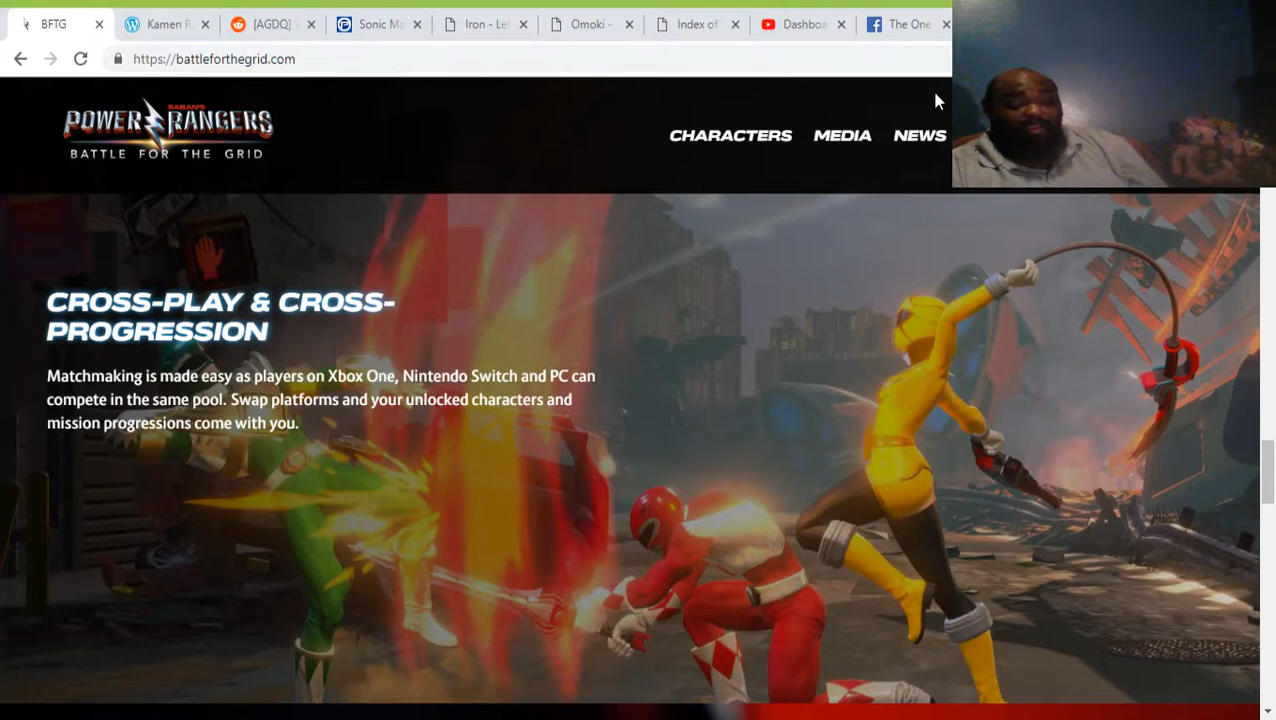 BFTG
Kamen R
[AGDQ]
Sonic Ma
Iron - Let
Omoki -
Index of
Dashboa
The One
https://battleforthegrid.com
SABAN'S
POWER RANGERS
BATTLE FOR THE GRID
CHARACTERS
MEDIA
NEWS
CROSS-PLAY & CROSS-
PROGRESSION
Matchmaking is made easy as players on Xbox One, Nintendo Switch and PC can
compete in the same pool. Swap platforms and your unlocked characters and
mission progressions come with you.